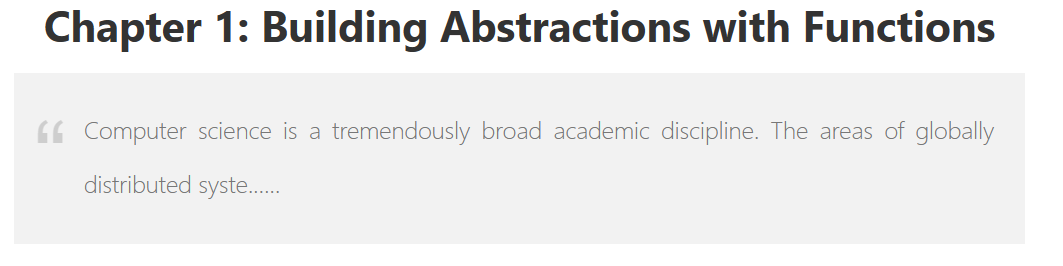 Chapter 1: Building Abstractions with Functions
“
Computer science is a tremendously broad academic discipline. The areas of globally
distributed syste......